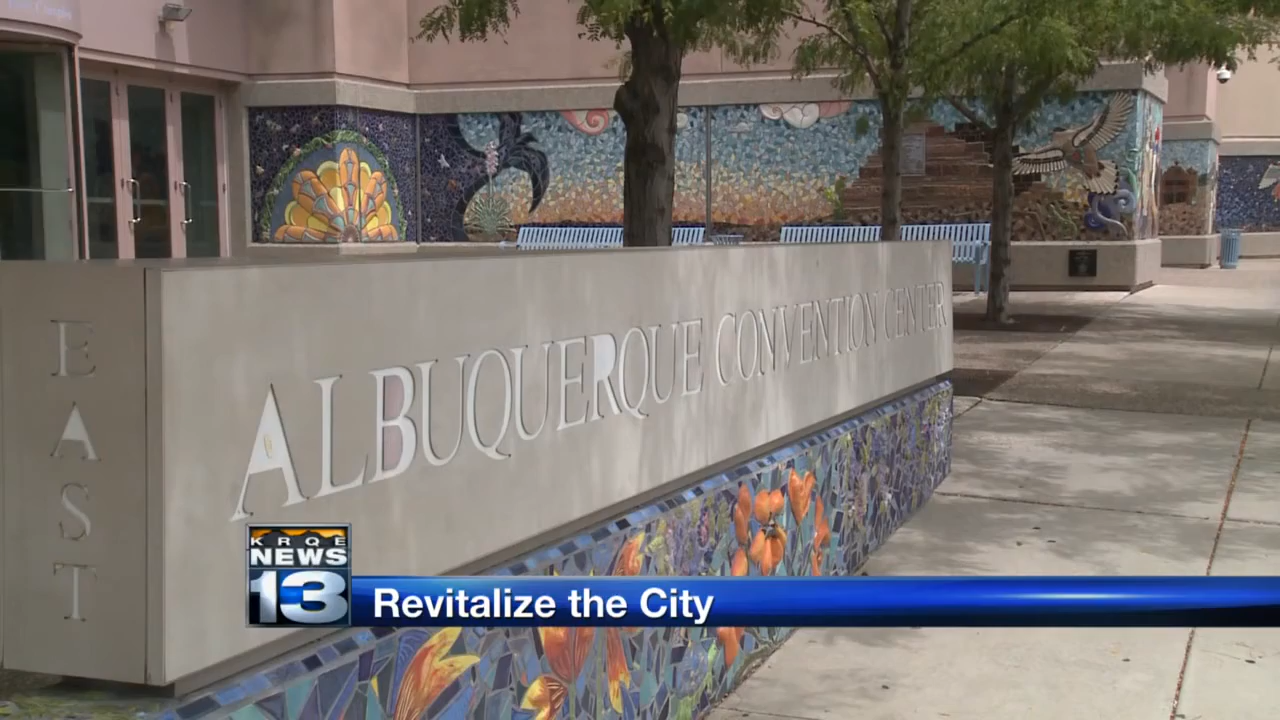 EAST
ALBUQUERQUE CONVENTION CENTER
KRQE
NEWS
13
Revitalize the City